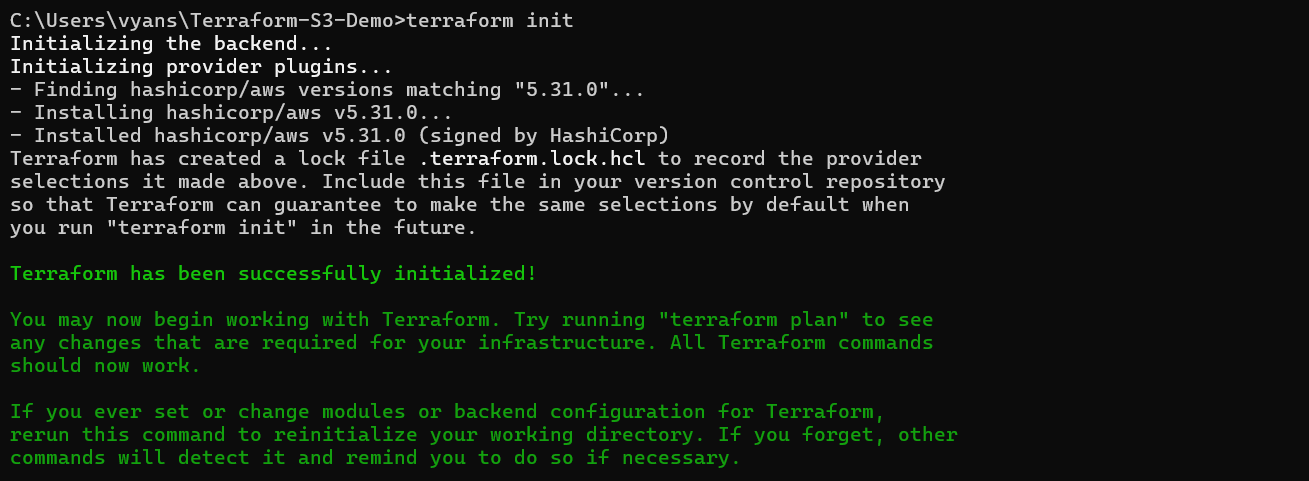 C:\Users\vyans\Terraform-S3-Demo>terraform init
Initializing the backend...
Initializing provider plugins...
- Finding hashicorp/aws versions matching "5.31.0"...
- Installing hashicorp/aws v5.31.0...
- Installed hashicorp/aws v5.31.0 (signed by HashiCorp)
Terraform has created a lock file .terraform.lock.hcl to record the provider
selections it made above. Include this file in your version control repository
so that Terraform can guarantee to make the same selections by default when
you run "terraform init" in the future.
Terraform has been successfully initialized!
You may now begin working with Terraform. Try running "terraform plan" to see
any changes that are required for your infrastructure. All Terraform commands
should now work.
If you ever set or change modules or backend configuration for Terraform,
rerun this command to reinitialize your working directory. If you forget, other
commands will detect it and remind you to do so if necessary.